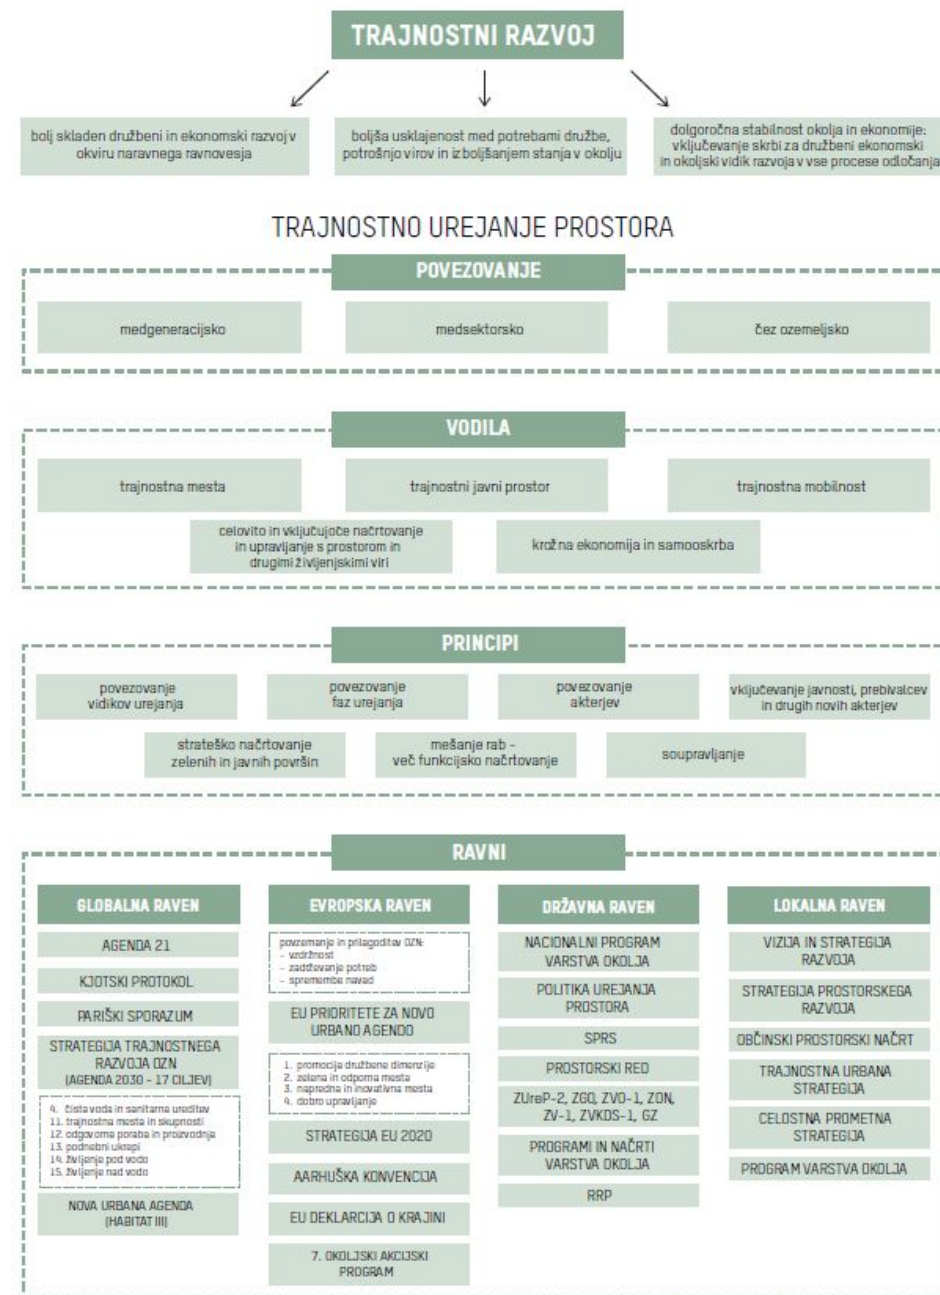 TRAJNOSTNI RAZVOJ
bolj skladen družbeni in ekonomski razvoj v
okviru naravnega ravnovesja
boljša usklajenost med potrebami družbe,
potrošnjo virov in izboljšanjem stanja v okolju
dolgoročna stabilnost okolja in ekonomije:
vključevanje skrbi za družbeni ekonomski
in okoljski vidik razvoja v vse procese odločanja
TRAJNOSTNO UREJANJE PROSTORA
POVEZOVANJE
medgeneracijsko
medsektorsko
čez ozemeljsko
VODILA
trajnostna mesta
trajnostni javni prostor
trajnostna mobilnost
celovito in vključujoče načrtovanje
in upravljanje s prostorom in
drugimi življenjskimi viri
krožna ekonomija in samooskrba
PRINCIPI
povezovanje
vidikov urejanja
povezovanje
faz urejanja
povezovanje
akterjev
vključevanje javnosti, prebivalcev
in drugih novih akterjev
strateško načrtovanje
zelenih in javnih površin
mešanje rab -
več funkcijsko načrtovanje
soupravljanje
RAVNI
GLOBALNA RAVEN
AGENDA 21
KJOTSKI PROTOKOL
PARIŠKI SPORAZUM
STRATEGIJA TRAJNOSTNEGA
RAZVOJA OZN
(AGENDA 2030 - 17 CILJEV)
4. čista voda in sanitarna ureditev
11. trajnostna mesta in skupnosti
12. odgovorna poraba in proizvodnja
13. podnebni ukrepi
14. življenje pod vodo
15. življenje nad vodo
NOVA URBANA AGENDA
(HABITAT III)
EVROPSKA RAVEN
povzemanje in prilagoditev OZN:
- vzdržnost
- zadrževanje potreb
- spremembe navad
EU PRIORITETE ZA NOVO
URBANO AGENDO
1. promocija družbene dimenzije
2. zelena in odporna mesta
3. napredna in inovativna mesta
4. dobro upravljanje
STRATEGIJA EU 2020
AARHUŠKA KONVENCIJA
EU DEKLARCIJA O KRAJINI
7. OKOLJSKI AKCIJSKI
PROGRAM
DRŽAVNA RAVEN
NACIONALNI PROGRAM
VARSTVA OKOLJA
POLITIKA UREJANJA
PROSTORA
SPRS
PROSTORSKI RED
ZUreP-2, ZGO, ZVO-1, ZON,
ZV-1, ZVKDS-1, GZ
PROGRAMI IN NAČRTI
VARSTVA OKOLJA
RRP
LOKALNA RAVEN
VIZIJA IN STRATEGIJA
RAZVOJA
STRATEGIJA PROSTORSKEGA
RAZVOJA
OBČINSKI PROSTORSKI NAČRT
TRAJNOSTNA URBANA
STRATEGIJA
CELOSTNA PROMETNA
STRATEGIJA
PROGRAM VARSTVA OKOLJA